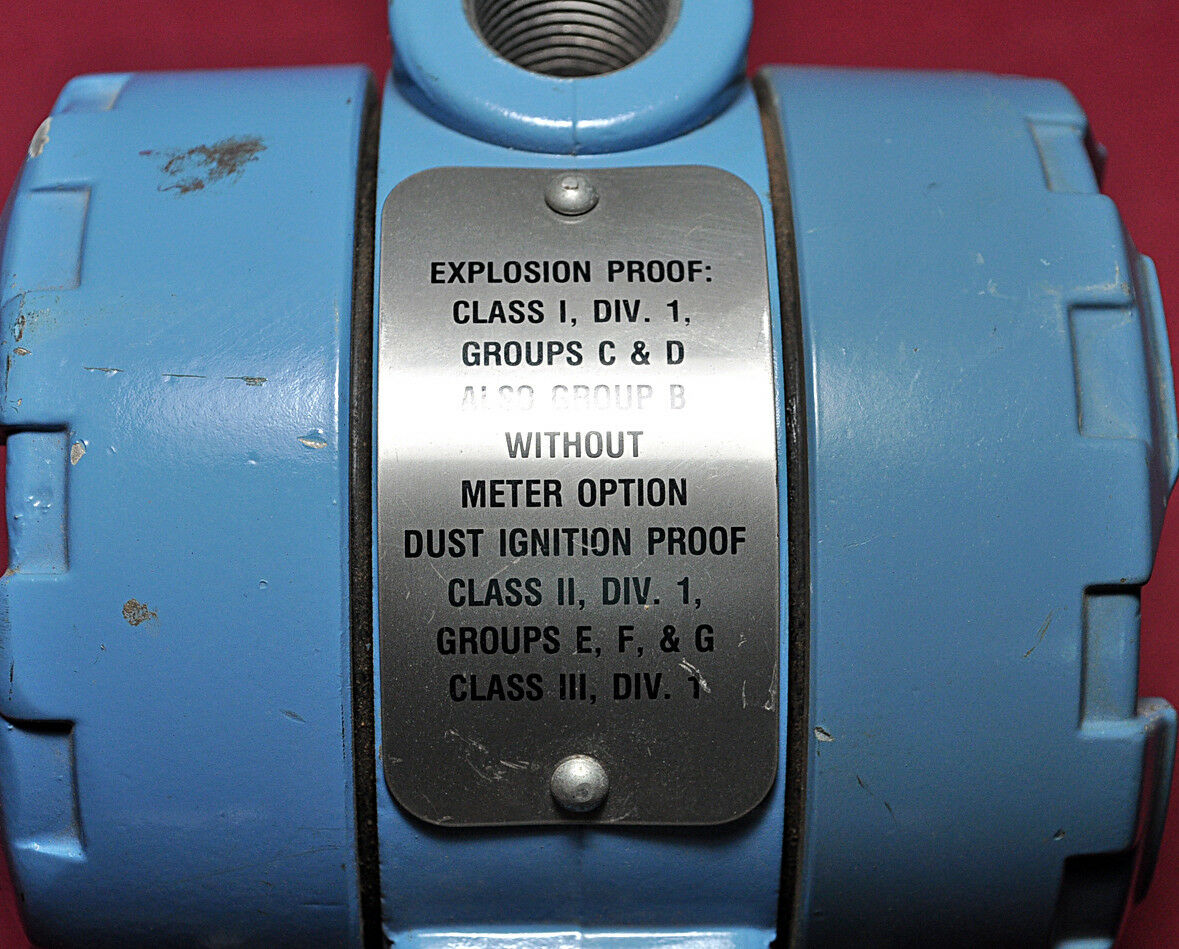 EXPLOSION PROOF:
CLASS I, DIV. 1,
GROUPS C & D
ALSO GROUP B
WITHOUT
METER OPTION
DUST IGNITION PROOF
CLASS II, DIV. 1,
GROUPS E, F, & G
CLASS III, DIV. 1